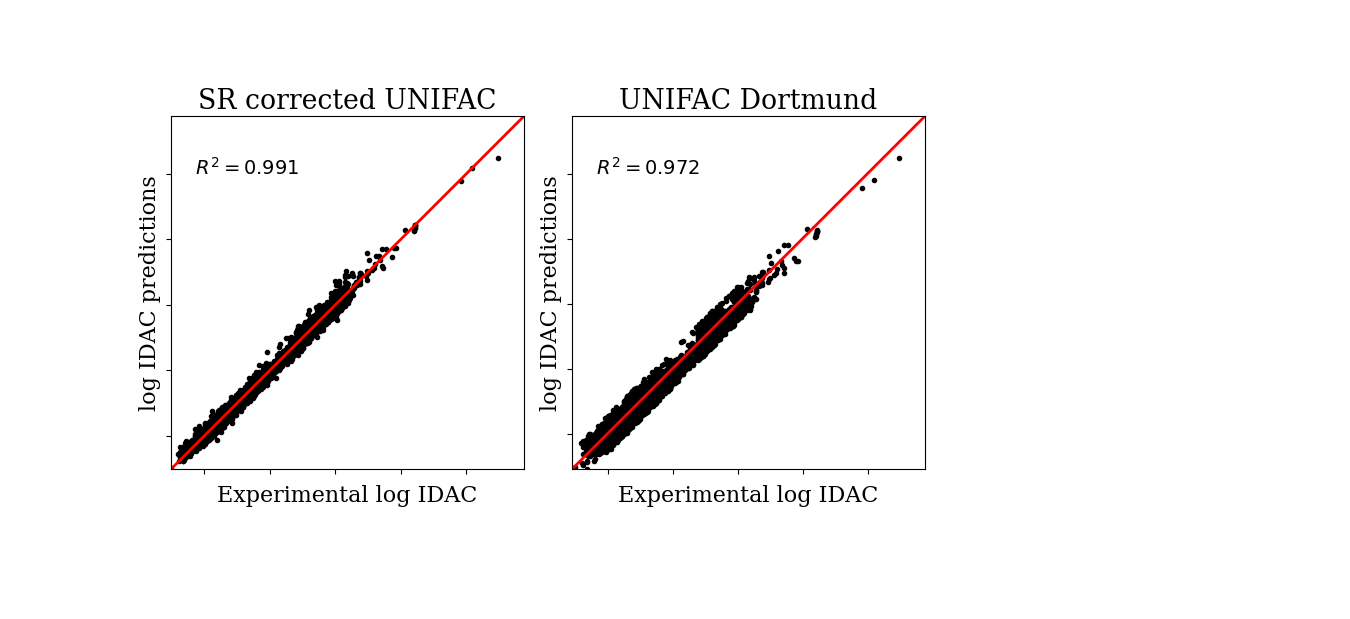 SR corrected UNIFAC
R² = 0.991
log IDAC predictions
Experimental log IDAC
UNIFAC Dortmund
R² = 0.972
log IDAC predictions
Experimental log IDAC